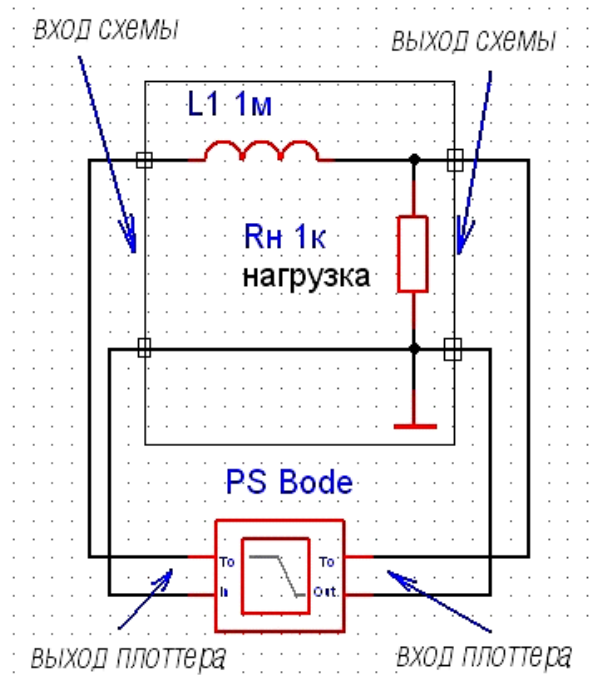 вход схемы
выход схемы
L1 1м
Rн 1к
нагрузка
PS Bode
To
To
In
Out
выход плоттера
вход плоттера